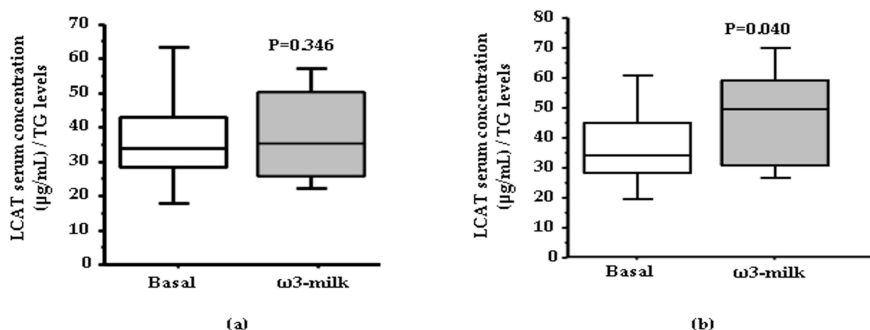 LCAT serum concentration
(μg/mL) / TG levels
70
60
50
40
30
20
10
0
P=0.346
Basal
ω3-milk
(a)
LCAT serum concentration
(μg/mL) / TG levels
80
70
60
50
40
30
20
10
0
P=0.040
Basal
ω3-milk
(b)